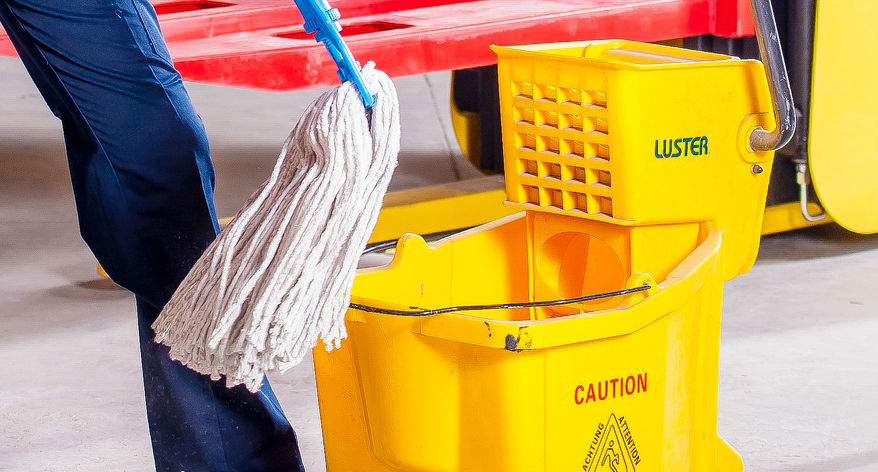 LUSTER
CAUTION
ACHTUNG
ATTENTION